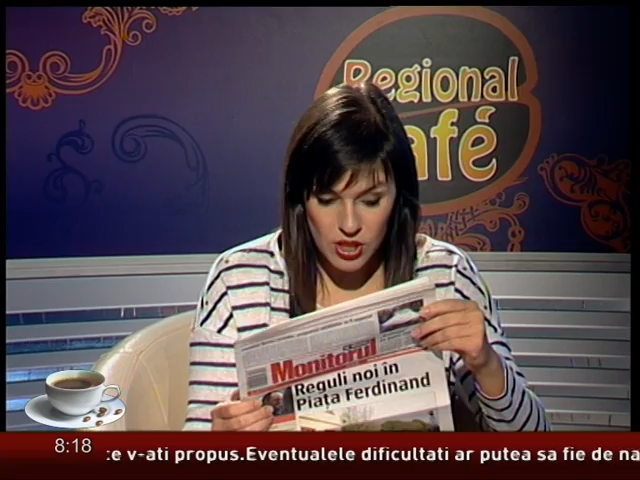 Regional
Café
Monitorul
Reguli noi în
Piața Ferdinand
8:18
te v-ati propus.Eventualele dificultati ar putea sa fie de na